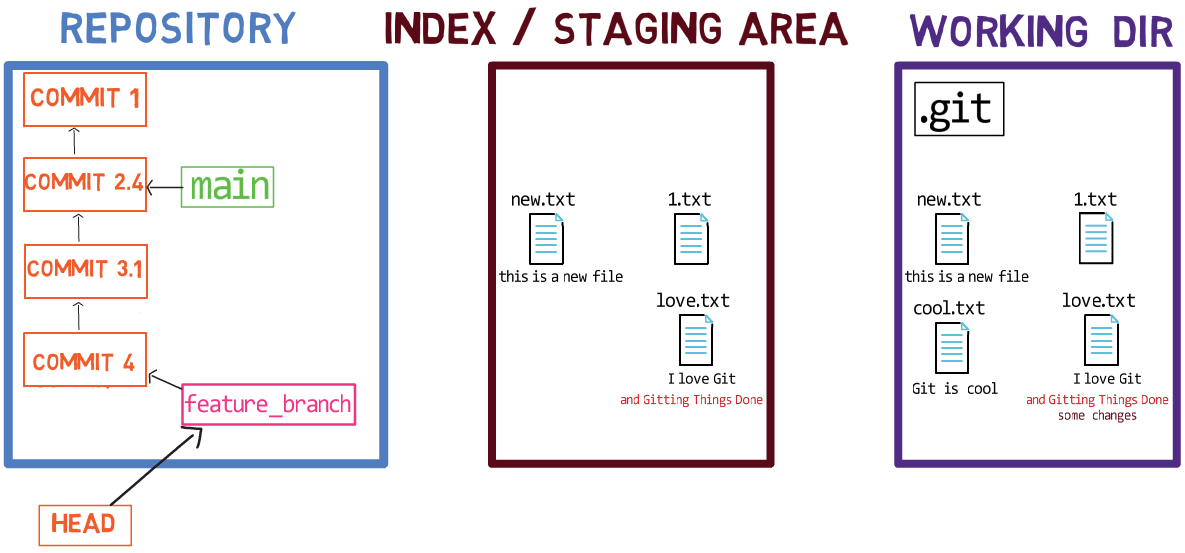 REPOSITORY
COMMIT 1
COMMIT 2.4
main
COMMIT 3.1
COMMIT 4
feature_branch
HEAD
INDEX / STAGING AREA
new.txt
1.txt
this is a new file
love.txt
I love Git
and Gitting Things Done
WORKING DIR
.git
new.txt
1.txt
this is a new file
cool.txt
love.txt
Git is cool
I love Git
and Gitting Things Done
some changes